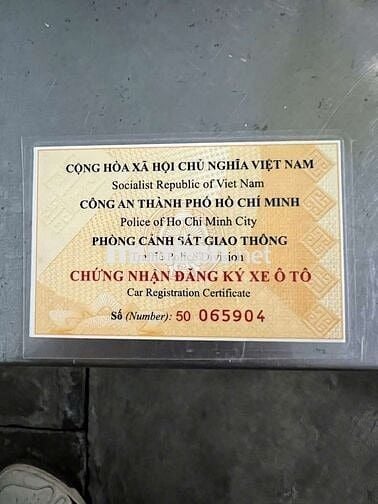 CỘNG HÒA XÃ HỘI CHỦ NGHĨA VIỆT NAM
Socialist Republic of Viet Nam
CÔNG AN THÀNH PHỐ HỒ CHÍ MINH
Police of Ho Chi Minh City
PHÒNG CẢNH SÁT GIAO THÔNG
Police Division
CHỨNG NHẬN ĐĂNG KÝ XE Ô TÔ
Car Registration Certificate
Số (Number): 50 065904